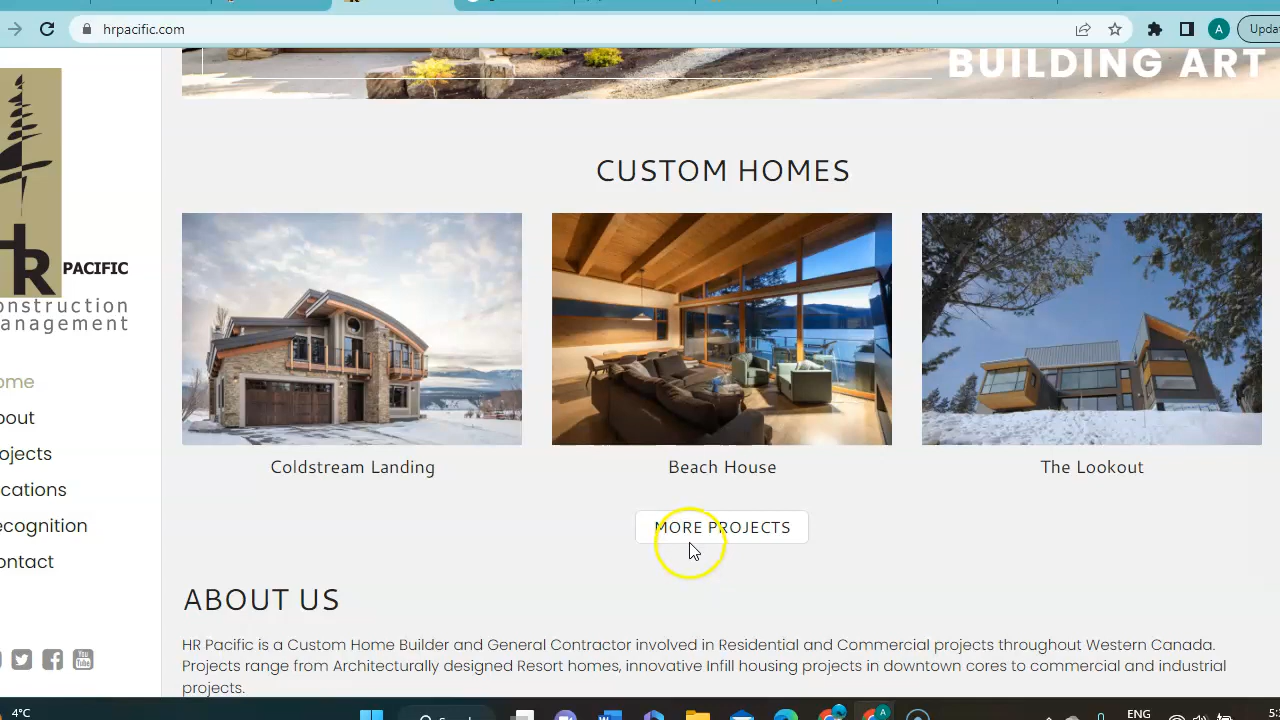 hrpacific.com
A
Updat
BUILDING ART
HR PACIFIC
onstruction
anagement
ome
bout
ojects
cations
ecognition
ontact
CUSTOM HOMES
Coldstream Landing
Beach House
The Lookout
MORE PROJECTS
ABOUT US
HR Pacific is a Custom Home Builder and General Contractor involved in Residential and Commercial projects throughout Western Canada.
Projects range from Architecturally designed Resort homes, innovative Infill housing projects in downtown cores to commercial and industrial
projects.
4°C
ENG